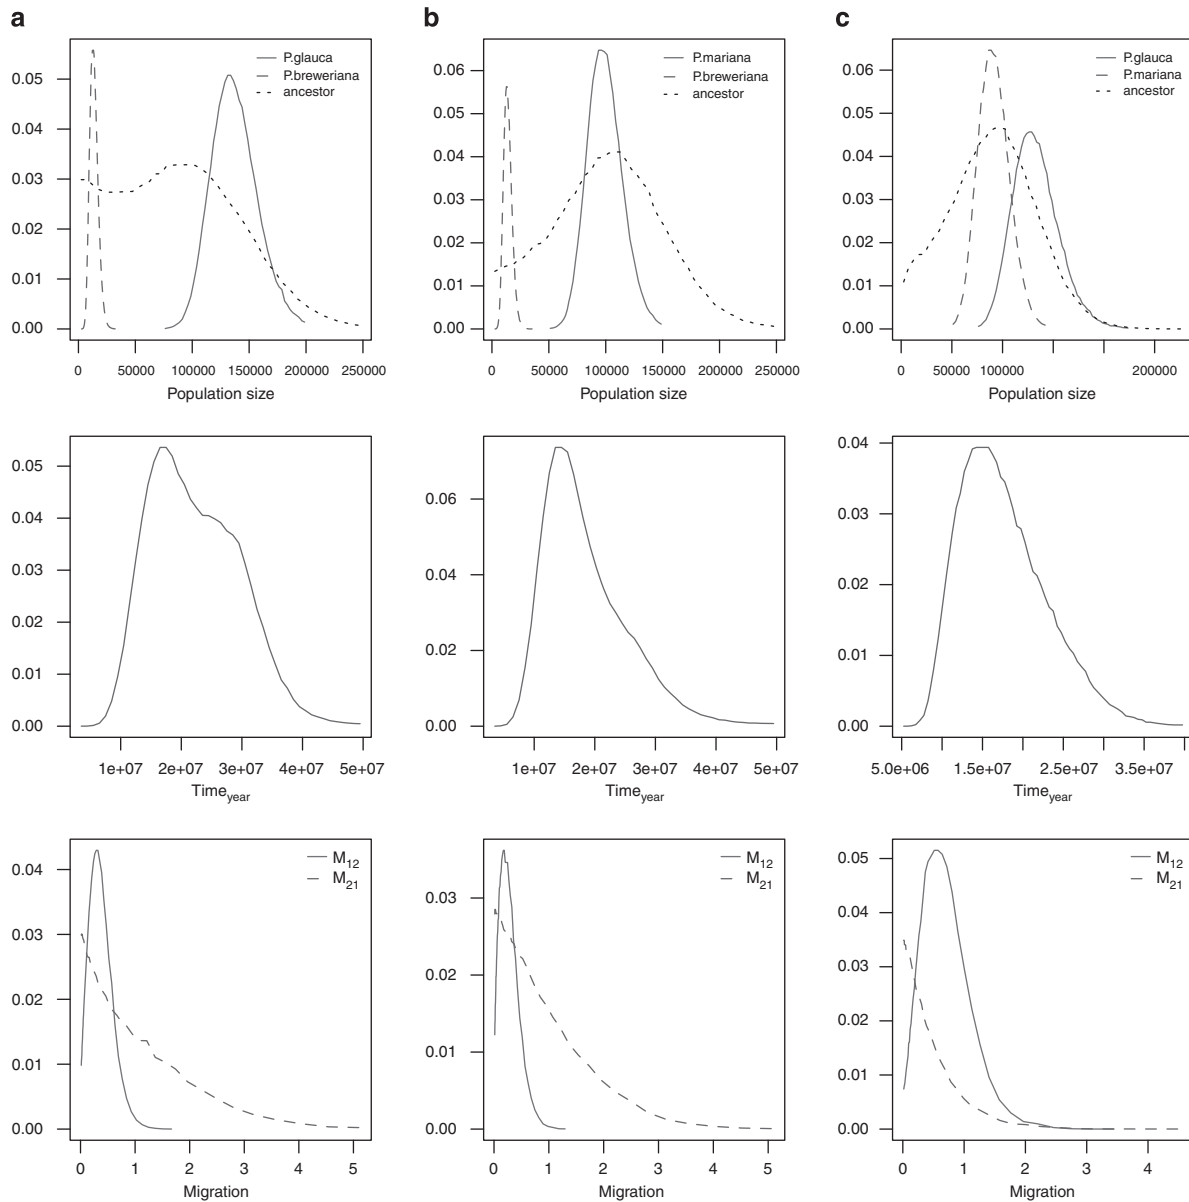 a
b
c
0.05
0.04
0.03
0.02
0.01
0.00
P.glauca
P.breweriana
ancestor
0 50000 100000 150000 200000 250000
Population size
0.06
0.05
0.04
0.03
0.02
0.01
0.00
P.mariana
P.breweriana
ancestor
0 50000 100000 150000 200000 250000
Population size
0.06
0.05
0.04
0.03
0.02
0.01
0.00
P.glauca
P.mariana
ancestor
0 50000 100000 200000
Population size
0.05
0.04
0.03
0.02
0.01
0.00
1e+07 2e+07 3e+07 4e+07 5e+07
Timeyear
0.06
0.04
0.02
0.00
1e+07 2e+07 3e+07 4e+07 5e+07
Timeyear
0.04
0.03
0.02
0.01
0.00
5.0e+06 1.5e+07 2.5e+07 3.5e+07
Timeyear
0.04
0.03
0.02
0.01
0.00
M12
M21
0 1 2 3 4 5
Migration
0.03
0.02
0.01
0.00
M12
M21
0 1 2 3 4 5
Migration
0.05
0.04
0.03
0.02
0.01
0.00
M12
M21
0 1 2 3 4
Migration